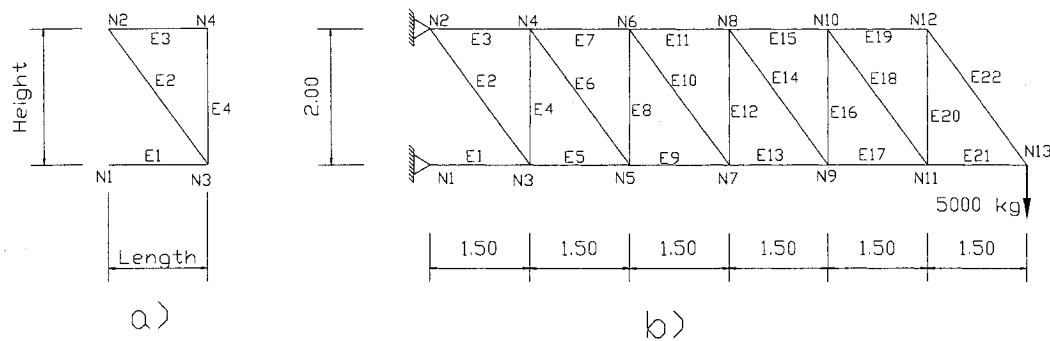 N2 N4
E3
Height
E2
E4
E1
N1 N3
Length
a)
N2 N4 N6 N8 N10 N12
E3 E7 E11 E15 E19
2.00
E2 E6 E10 E14 E18 E22
E4 E8 E12 E16 E20
E1 E5 E9 E13 E17 E21
N13
N1 N3 N5 N7 N9 N11
5000 kg
1.50 1.50 1.50 1.50 1.50 1.50
b)